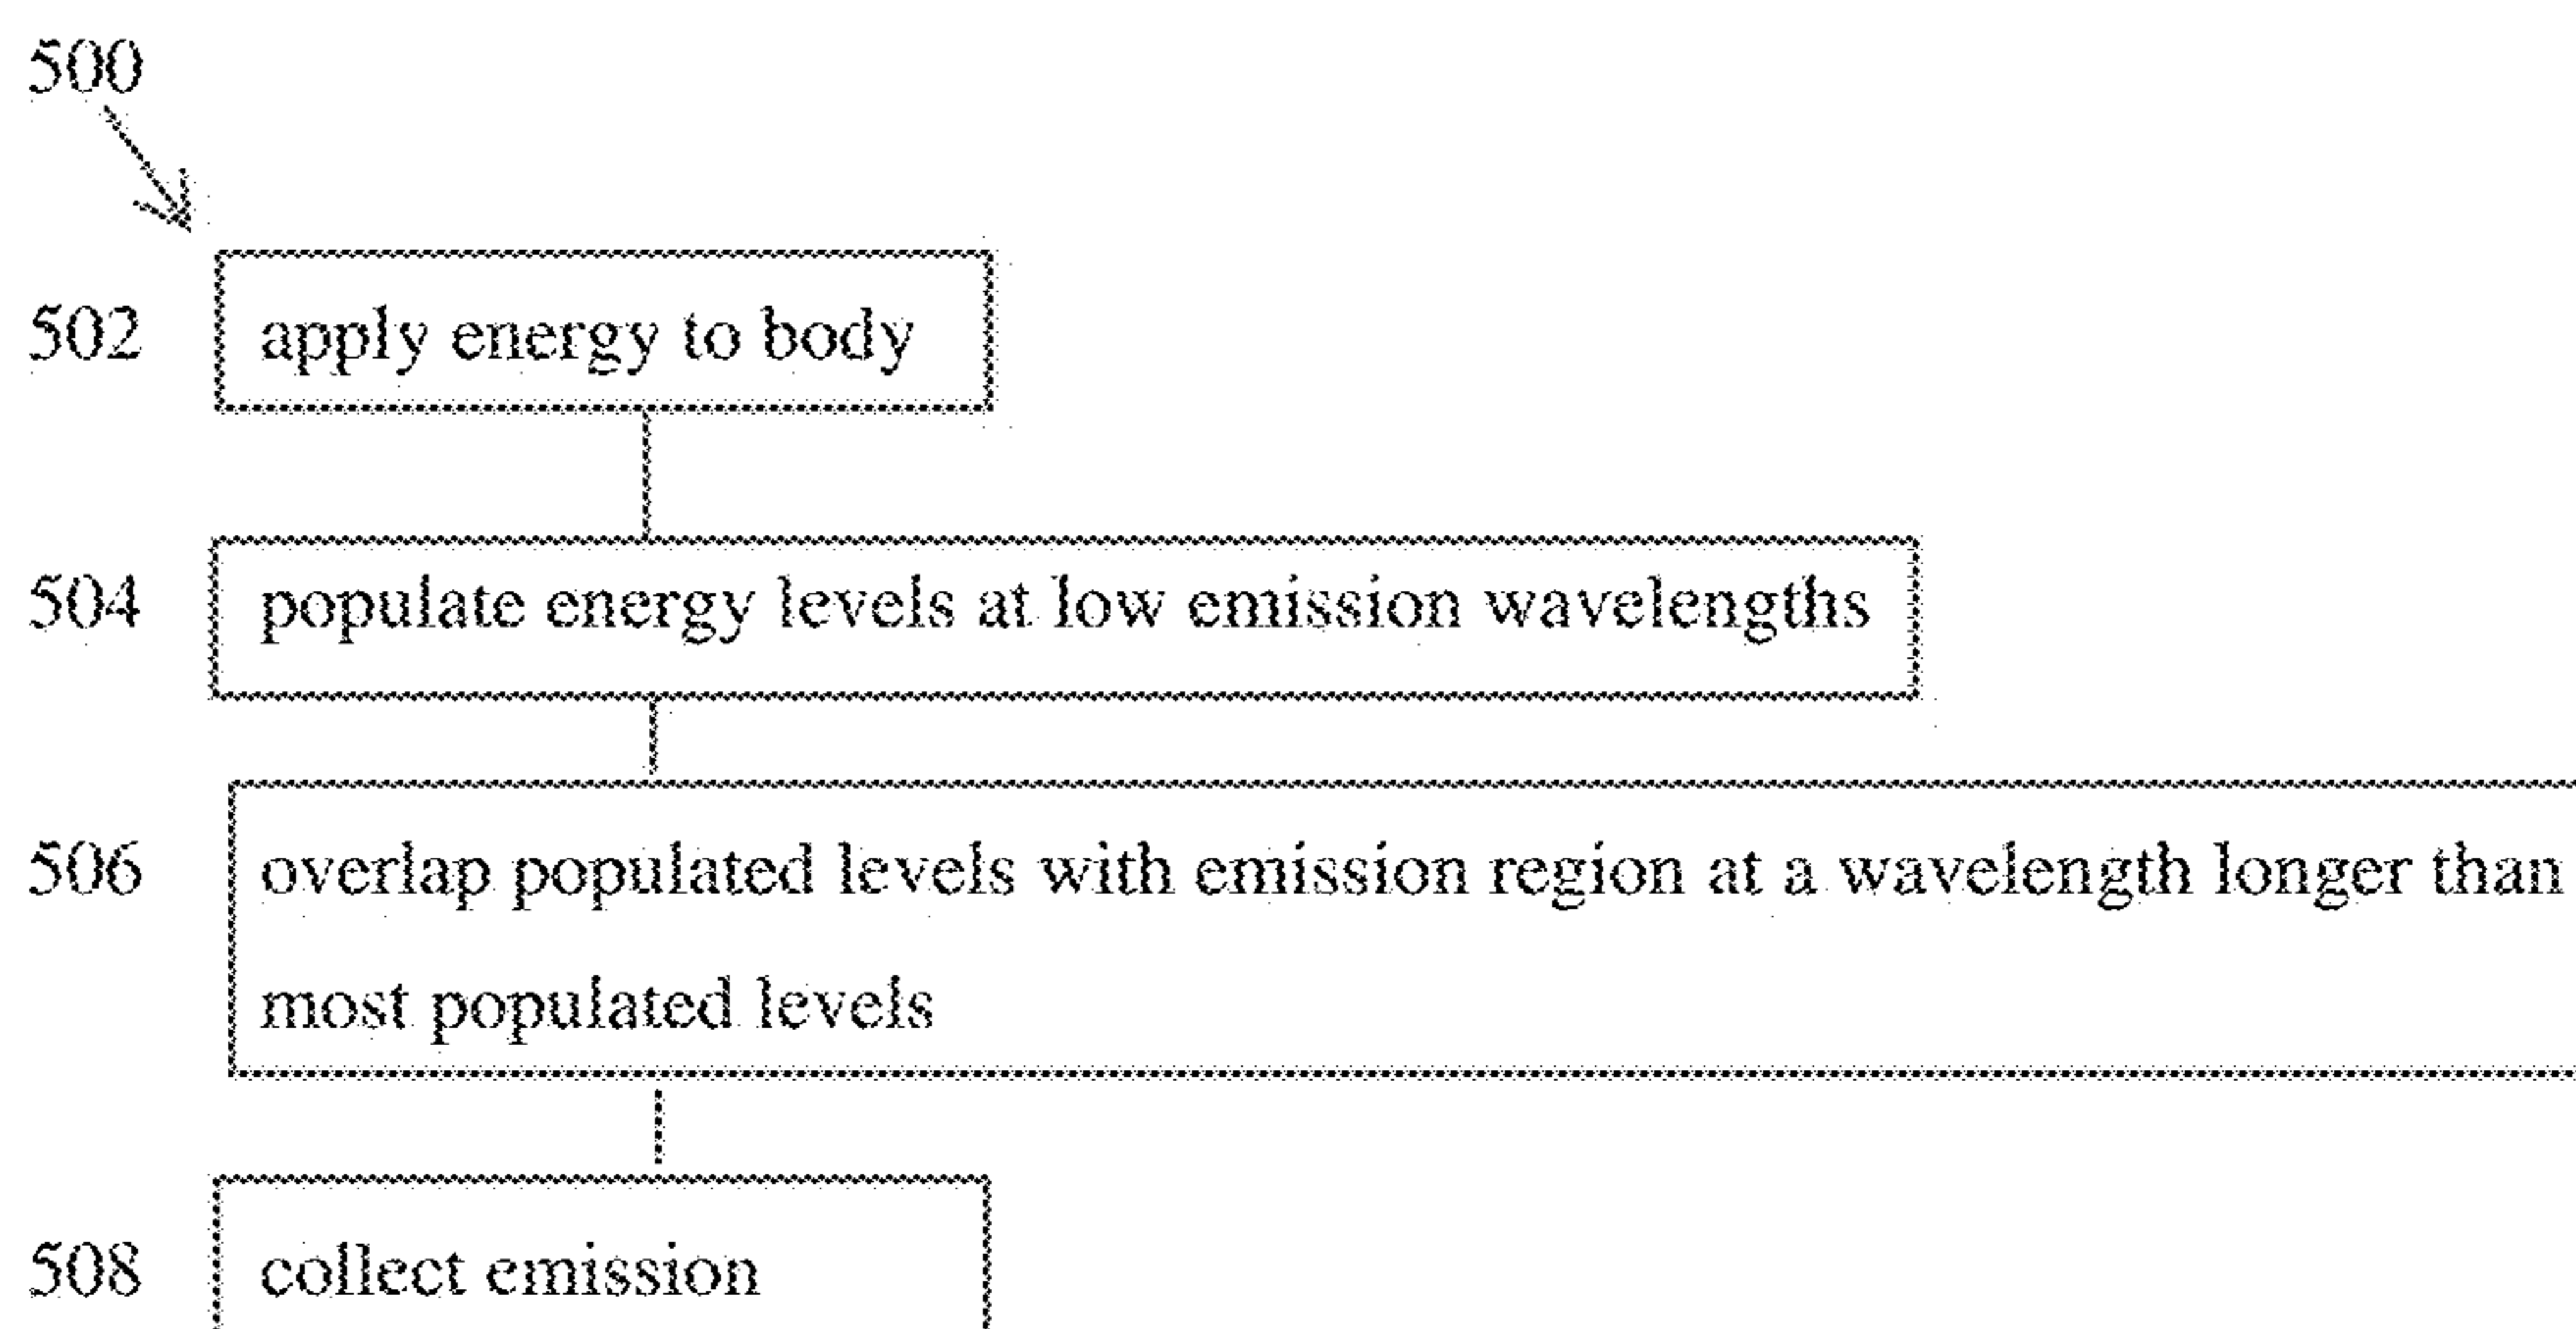 500
502 apply energy to body
504 populate energy levels at low emission wavelengths
506 overlap populated levels with emission region at a wavelength longer than
most populated levels
508 collect emission